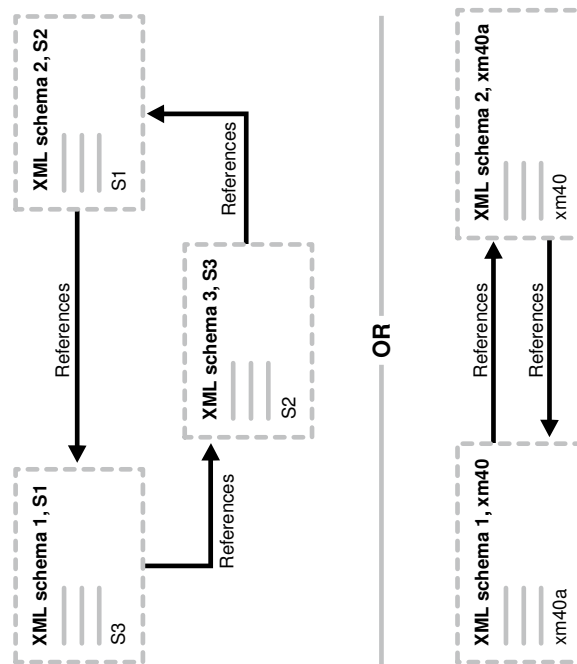 XML schema 1, S1
S3
References
XML schema 2, S2
S1
References
XML schema 3, S3
S2
References
OR
XML schema 1, xm40
xm40a
References
References
XML schema 2, xm40a
xm40